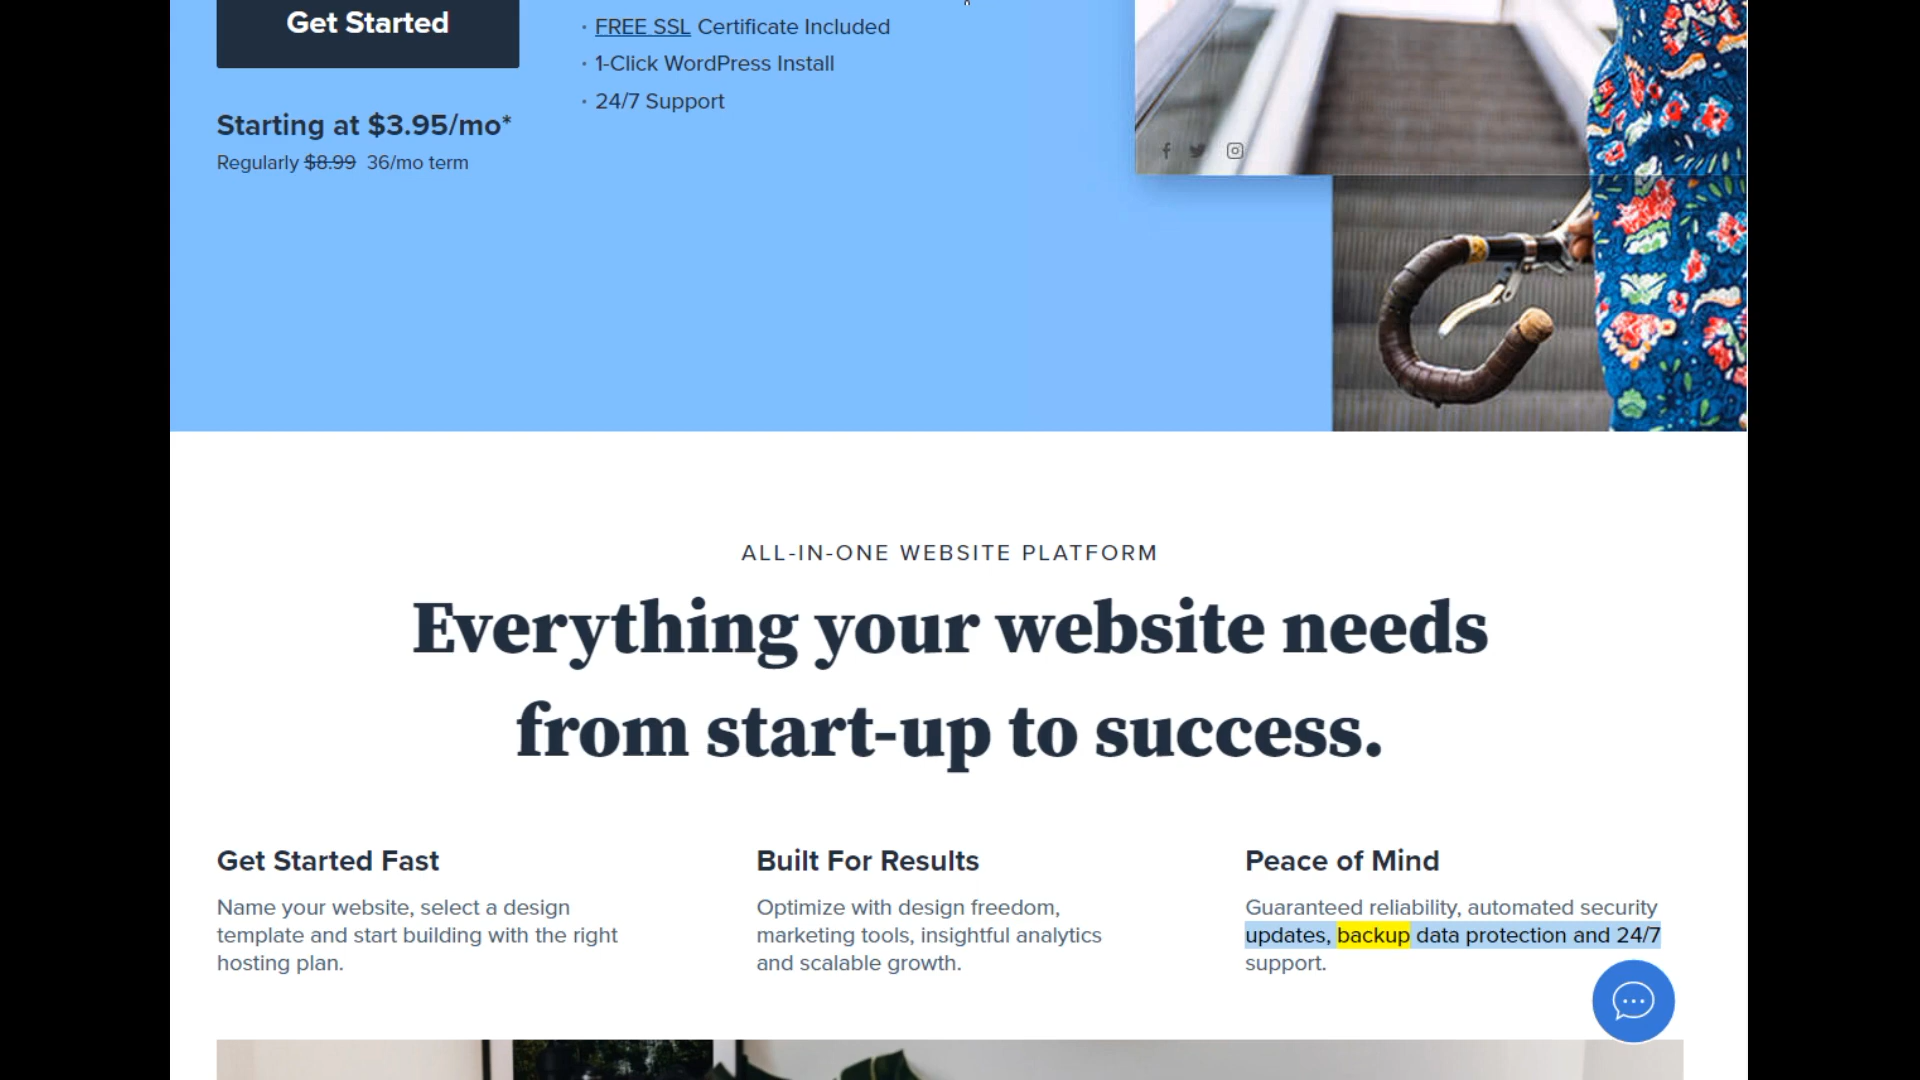 Get Started
· FREE SSL Certificate Included
· 1-Click WordPress Install
· 24/7 Support
Starting at $3.95/mo*
Regularly $8.99 36/mo term
ALL-IN-ONE WEBSITE PLATFORM
Everything your website needs
from start-up to success.
Get Started Fast
Name your website, select a design
template and start building with the right
hosting plan.
Built For Results
Optimize with design freedom,
marketing tools, insightful analytics
and scalable growth.
Peace of Mind
Guaranteed reliability, automated security
updates, backup data protection and 24/7
support.